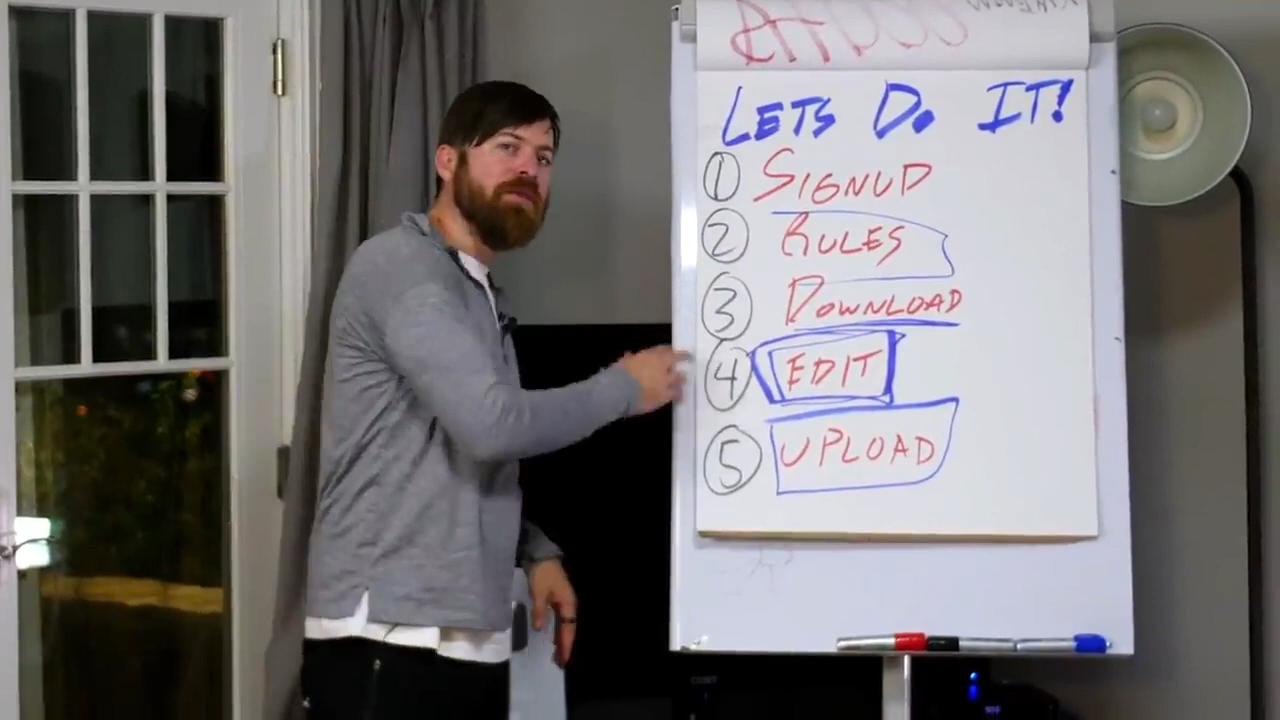 LETS DO IT!
1 SIGNUP
2 RULES
3 DOWNLOAD
4 EDIT
5 UPLOAD